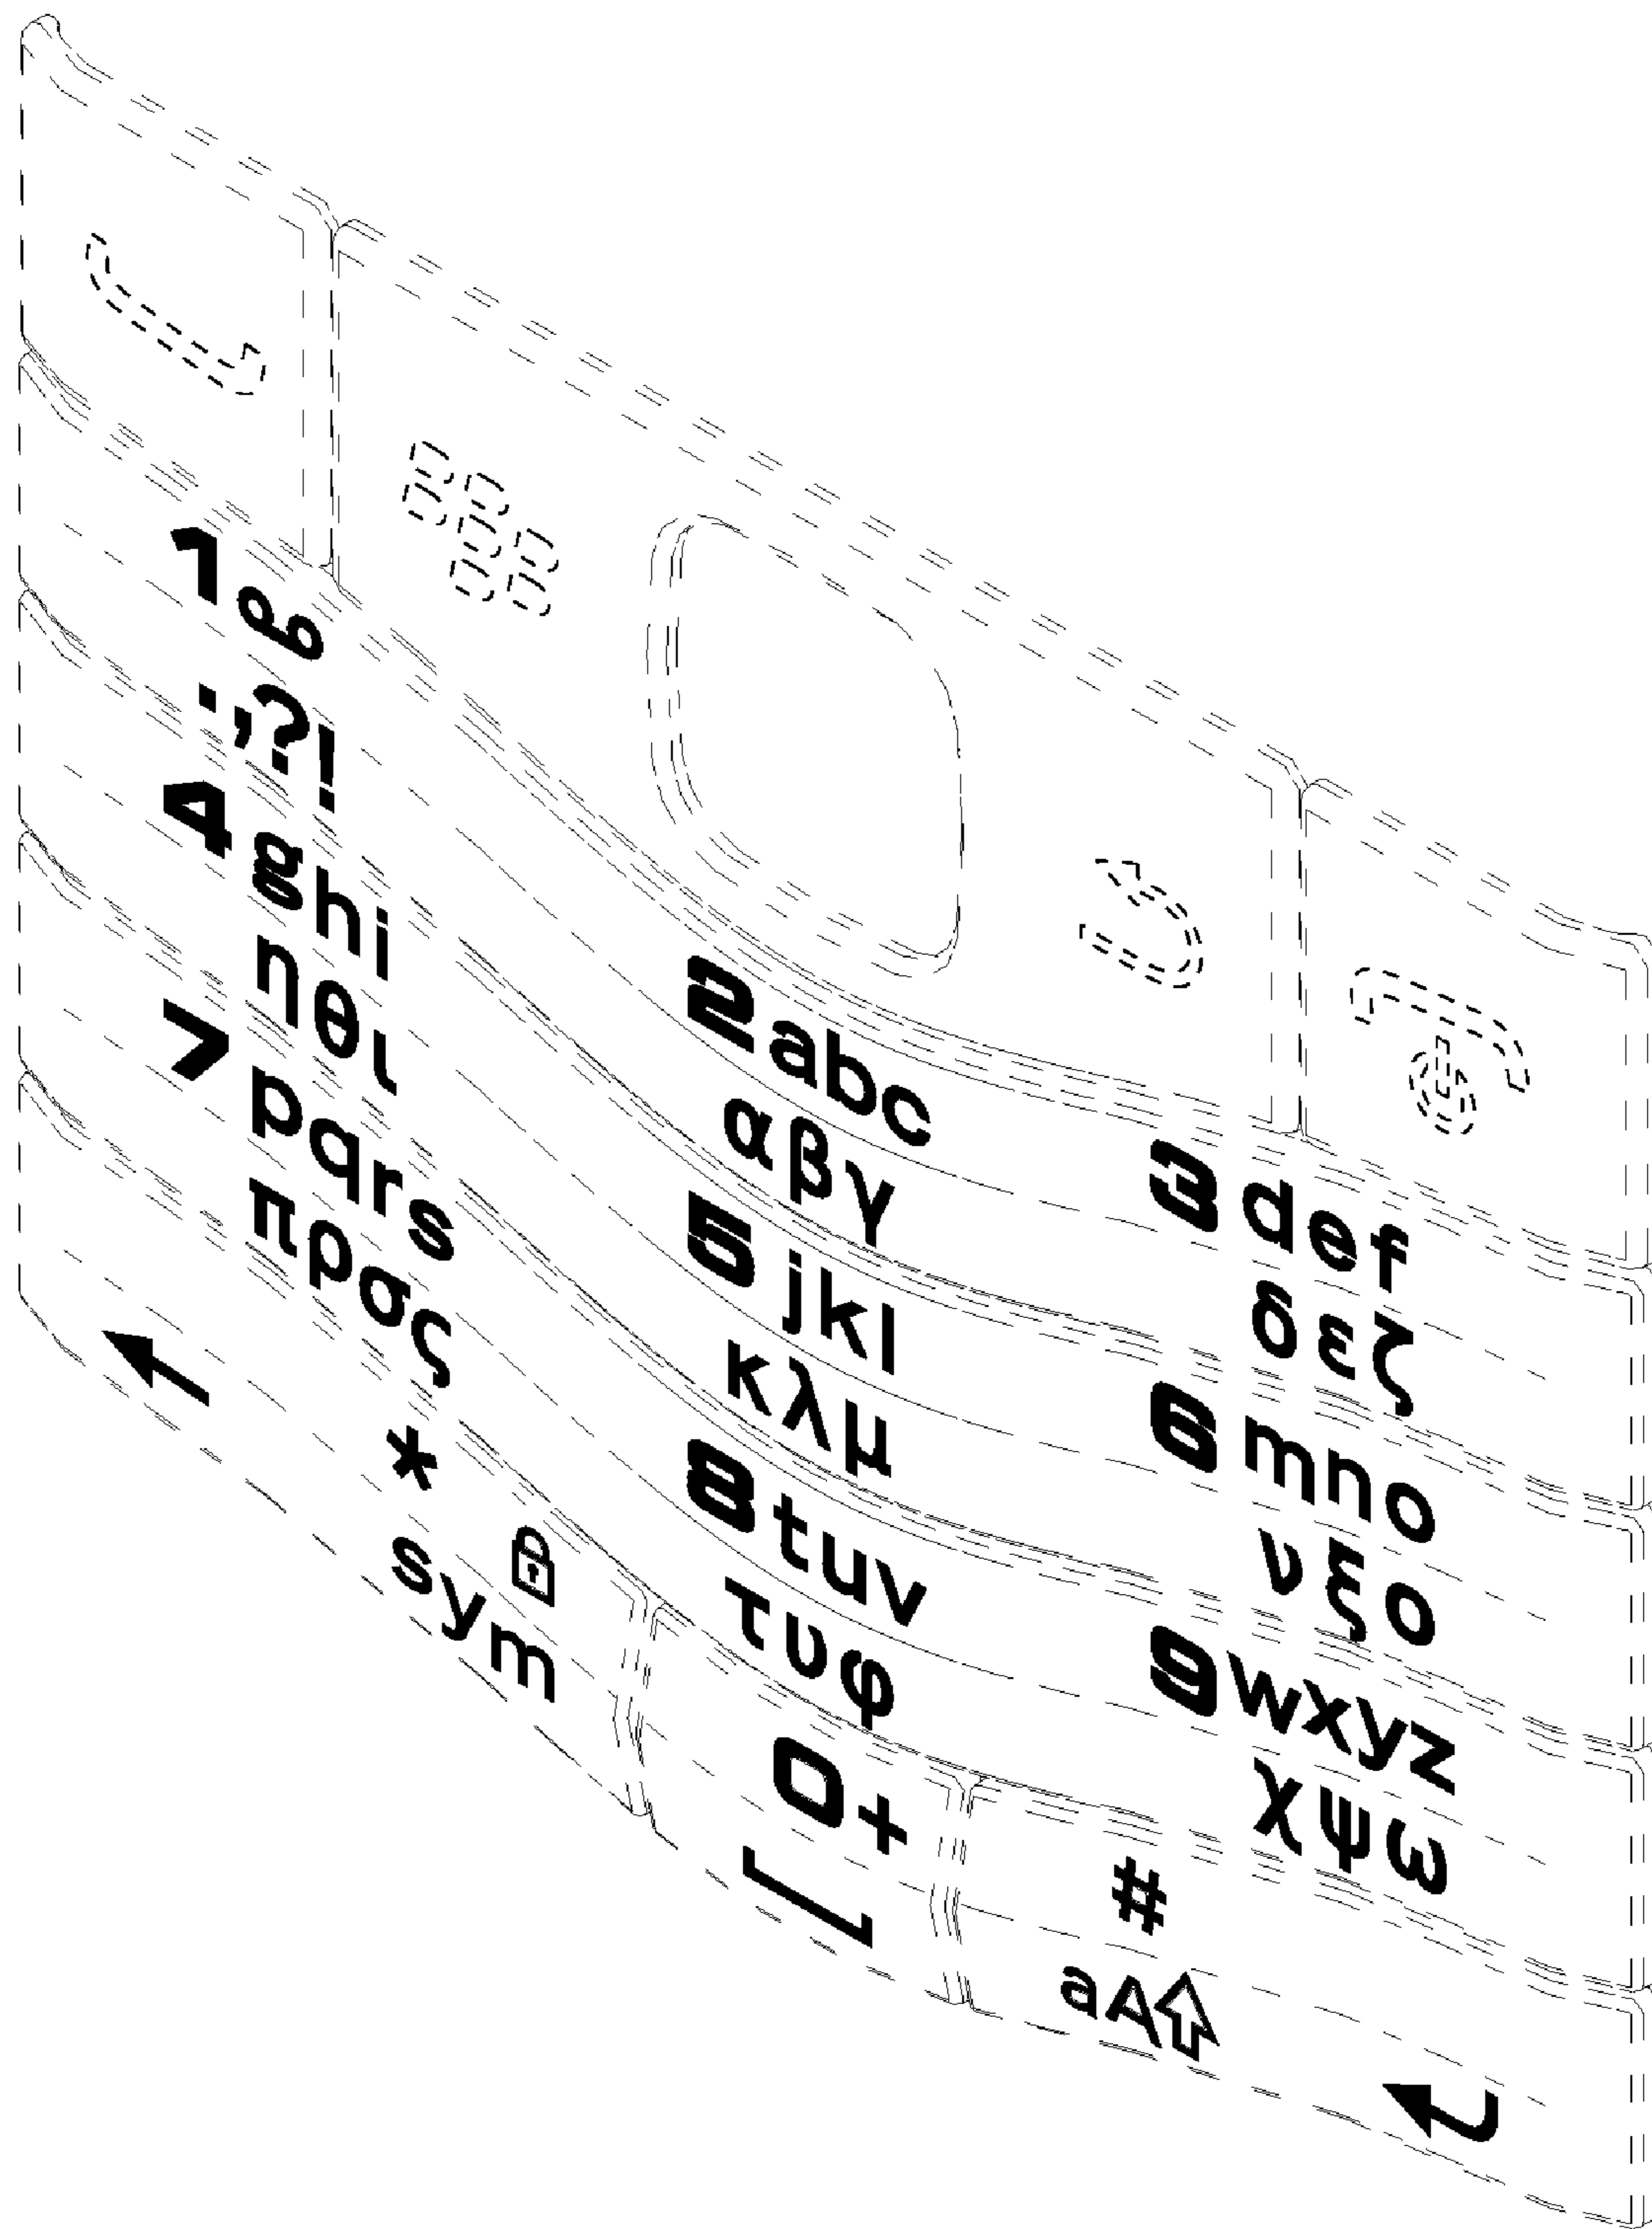 1
.,?!
2 abc
αβγ
3 def
δεζ
4 ghi
ηθι
5 jkl
κλμ
6 mno
νξο
7 pqrs
πρσς
8 tuv
τυφ
9 wxyz
χψω
*
sym
0+
#
aA